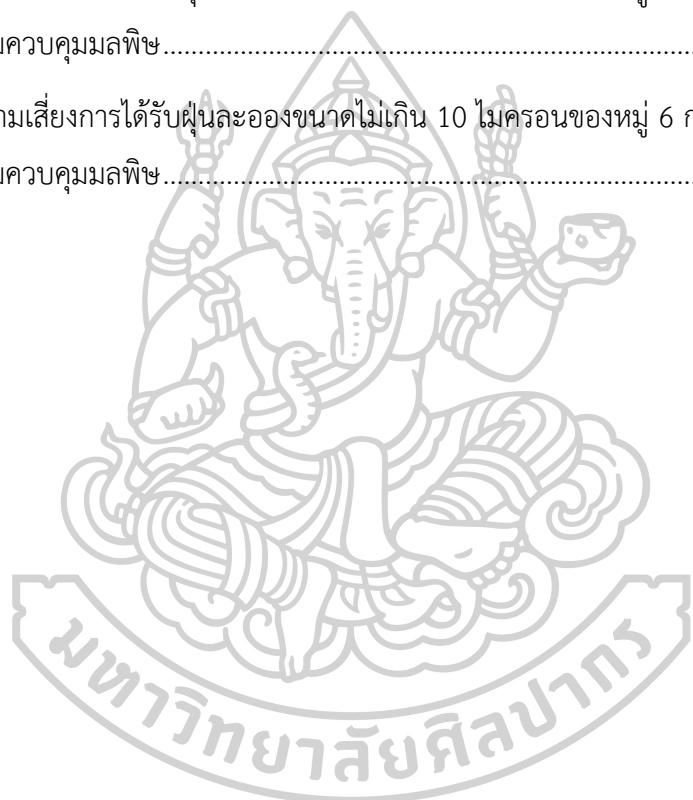 มควบคุมมลพิษ................................................................................
ามเสี่ยงการได้รับฝุ่นละอองขนาดไม่เกิน 10 ไมครอนของหมู่ 6 ก
มควบคุมมลพิษ................................................................................
มหาวิทยาลัยศิลปากร